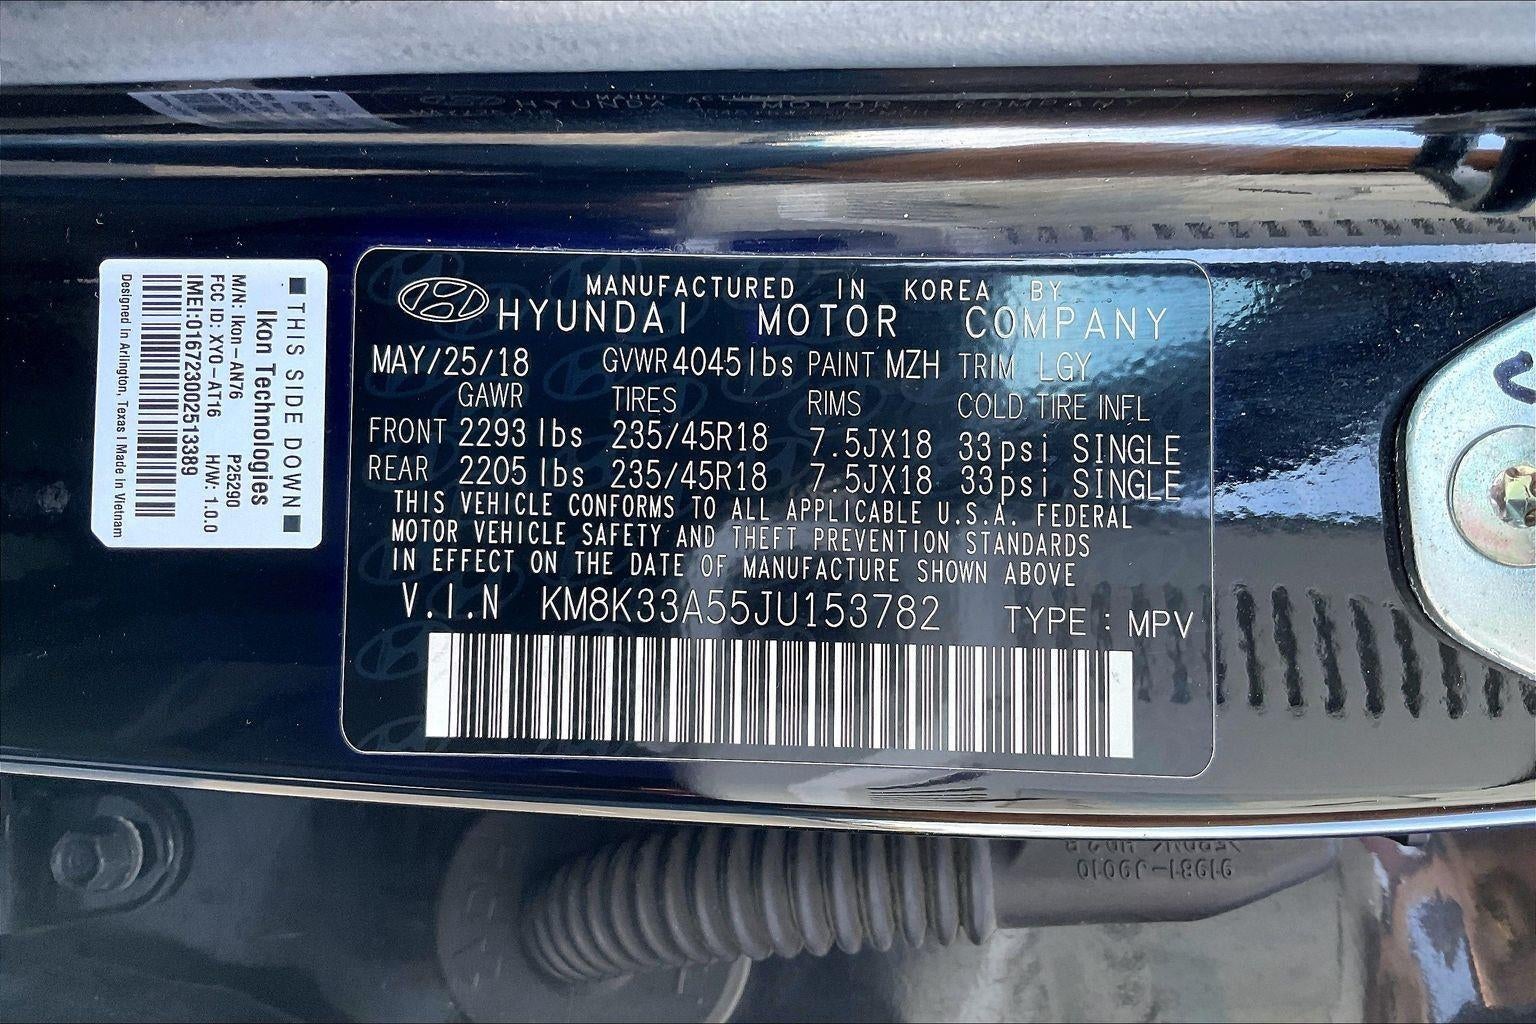 MANUFACTURED IN KOREA BY
HYUNDAI MOTOR COMPANY
MAY/25/18 GVWR 4045lbs PAINT MZH TRIM LGY
GAWR TIRES RIMS COLD TIRE INFL
FRONT 2293 lbs 235/45R18 7.5JX18 33psi SINGLE
REAR 2205 lbs 235/45R18 7.5JX18 33psi SINGLE
THIS VEHICLE CONFORMS TO ALL APPLICABLE U.S.A. FEDERAL
MOTOR VEHICLE SAFETY AND THEFT PREVENTION STANDARDS
IN EFFECT ON THE DATE OF MANUFACTURE SHOWN ABOVE
V.I.N KM8K33A55JU153782 TYPE : MPV
■ THIS SIDE DOWN ■
Ikon Technologies
M/N: Ikon-AN76 P25290
FCC ID: XYO-AT16 H/W: 1.0.0
IMEI:016723002513389
Designed in Arlington, Texas | Made in Vietnam
91981-J9010